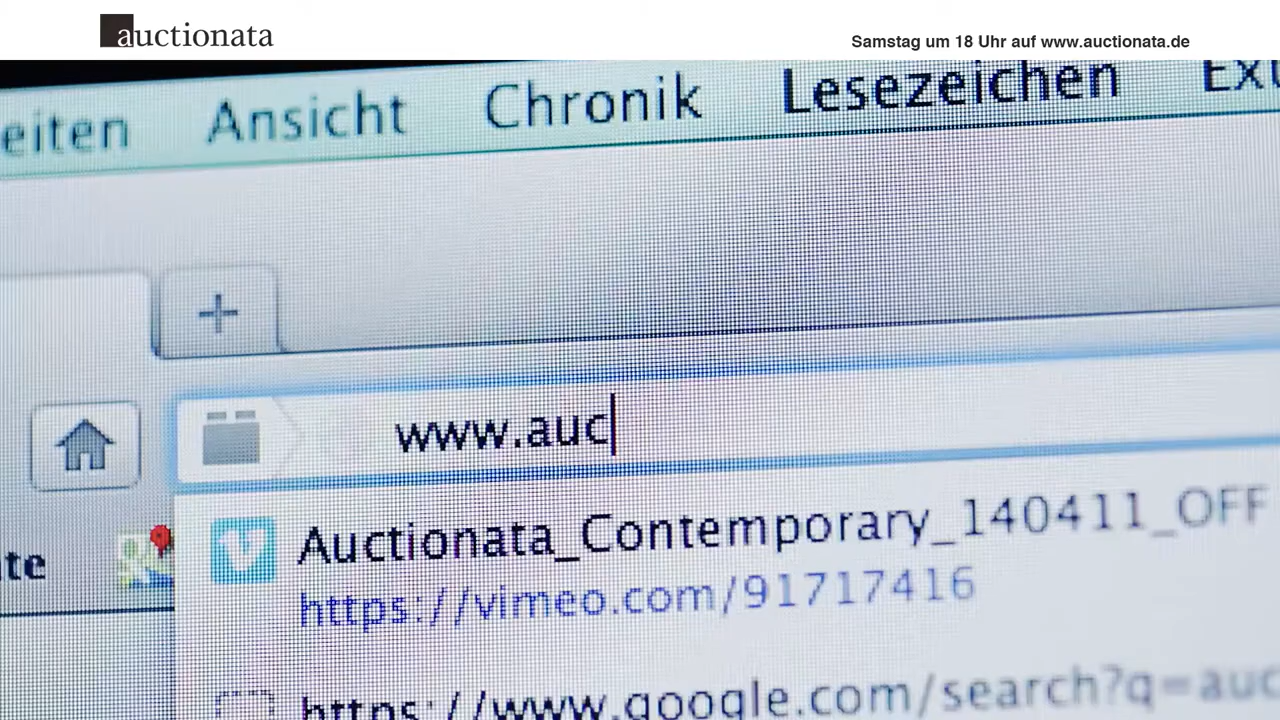 auctionata
Samstag um 18 Uhr auf www.auctionata.de
eiten Ansicht Chronik Lesezeichen Ext
www.auc
Auctionata_Contemporary_140411_OFF
https://vimeo.com/91717416
te
https://www.google.com/search?q=auc